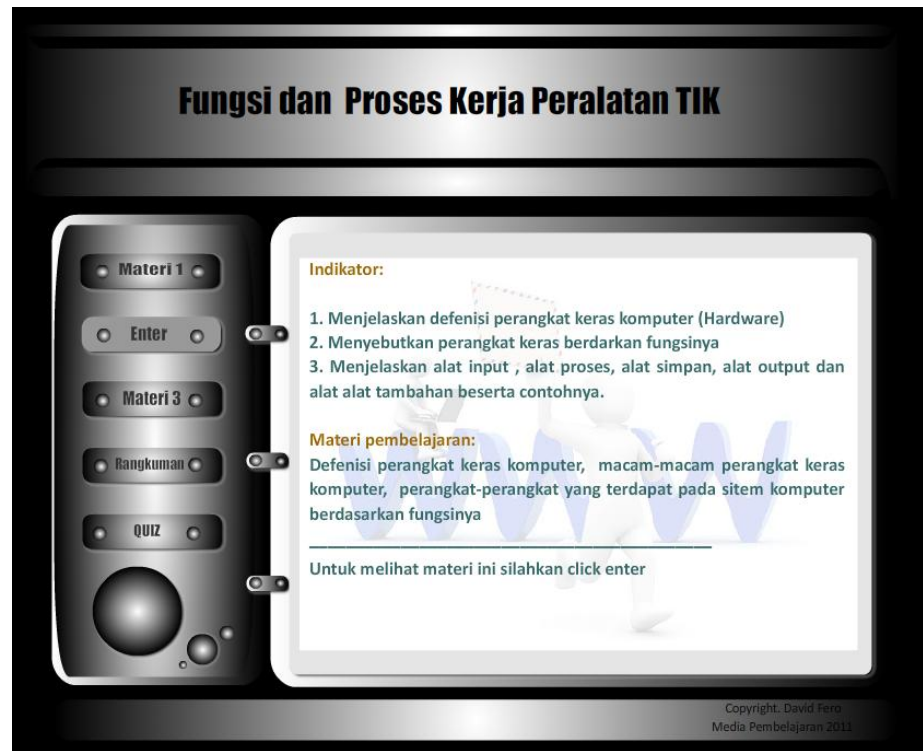 Fungsi dan Proses Kerja Peralatan TIK
Materi 1
Enter
Materi 3
Rangkuman
QUIZ
Indikator:
1. Menjelaskan defenisi perangkat keras komputer (Hardware)
2. Menyebutkan perangkat keras berdarkan fungsinya
3. Menjelaskan alat input , alat proses, alat simpan, alat output dan
alat alat tambahan beserta contohnya.
Materi pembelajaran:
Defenisi perangkat keras komputer, macam-macam perangkat keras
komputer, perangkat-perangkat yang terdapat pada sitem komputer
berdasarkan fungsinya
Untuk melihat materi ini silahkan click enter
Copyright. David Fero
Media Pembelajaran 2011